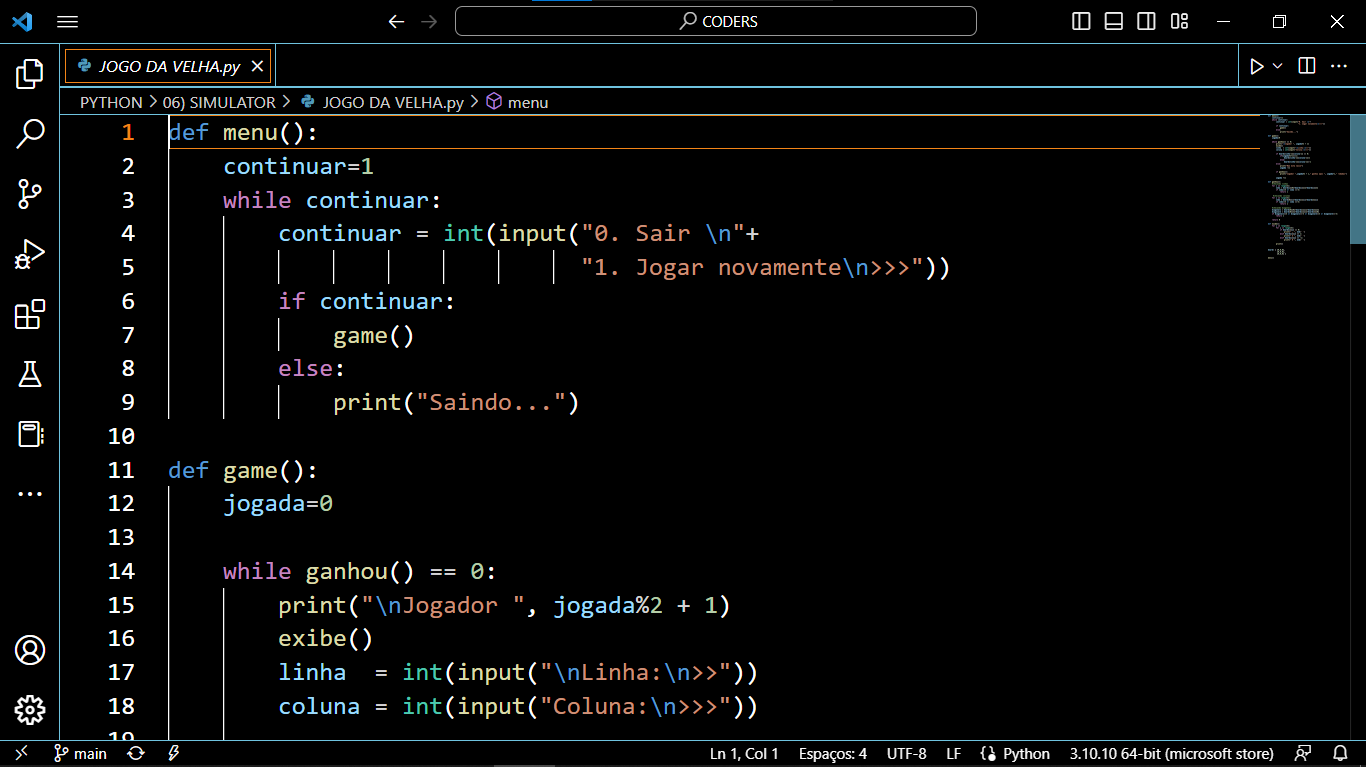 CODERS
JOGO DA VELHA.py
PYTHON > 06) SIMULATOR > JOGO DA VELHA.py > menu
1 def menu():
2 continuar=1
3 while continuar:
4 continuar = int(input("0. Sair \n"+
5 "1. Jogar novamente\n>>>"))
6 if continuar:
7 game()
8 else:
9 print("Saindo...")
10
11 def game():
12 jogada=0
13
14 while ganhou() == 0:
15 print("\nJogador ", jogada%2 + 1)
16 exibe()
17 linha  = int(input("\nLinha:\n>>"))
18 coluna = int(input("Coluna:\n>>>"))
19
main Ln 1, Col 1 Espaços: 4 UTF-8 LF Python 3.10.10 64-bit (microsoft store)